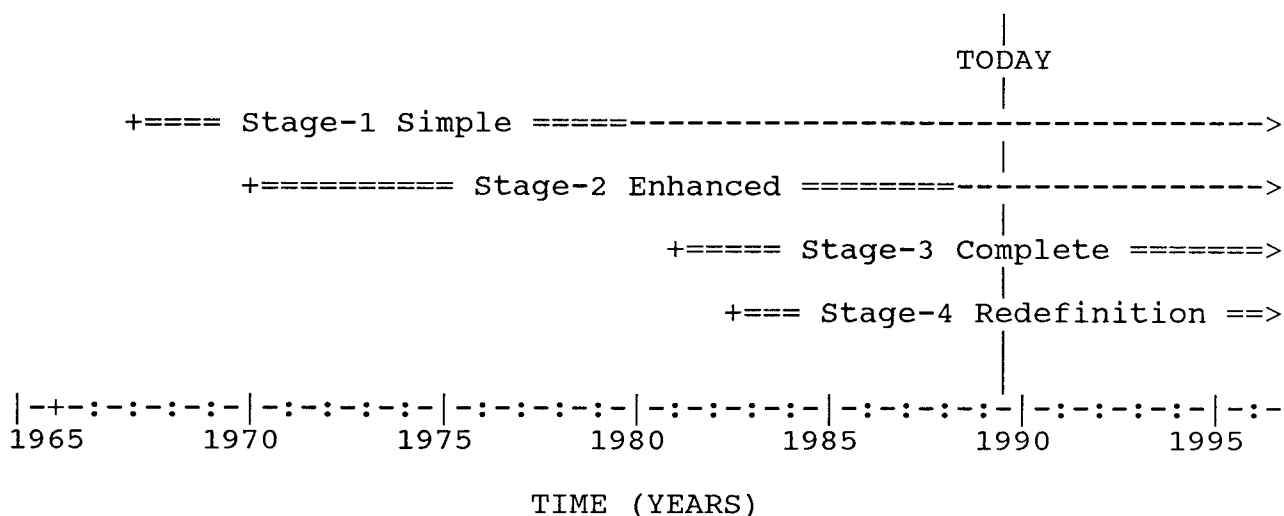 TODAY
+==== Stage-1 Simple =====--------------------------------->
+========== Stage-2 Enhanced ========---------------->
+===== Stage-3 Complete =======>
+=== Stage-4 Redefinition ==>
|-+-:-:-:-:-|-:-:-:-:-|-:-:-:-:-|-:-:-:-:-|-:-:-:-:-|-:-:-:-:-|-:-
1965 1970 1975 1980 1985 1990 1995
TIME (YEARS)